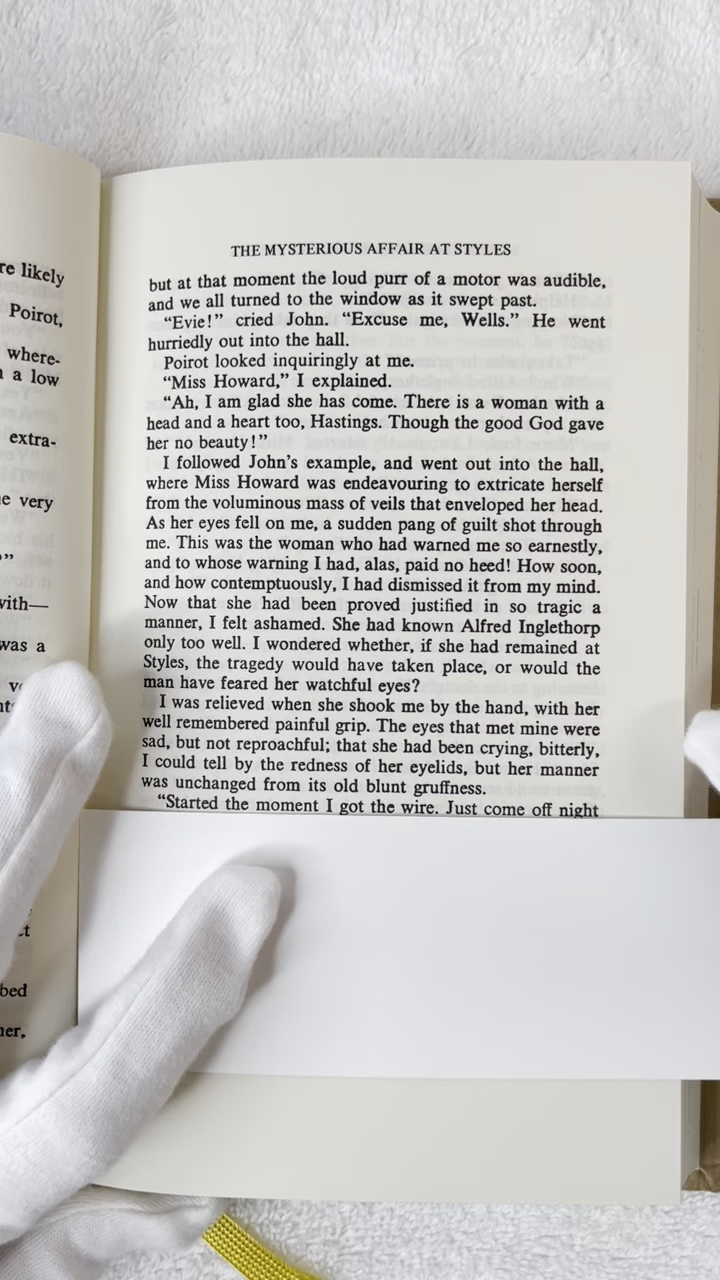 re likely
Poirot,
where-
a low
extra-
very
”
with—
was a
bed
THE MYSTERIOUS AFFAIR AT STYLES
but at that moment the loud purr of a motor was audible,
and we all turned to the window as it swept past.
“Evie!” cried John. “Excuse me, Wells.” He went
hurriedly out into the hall.
Poirot looked inquiringly at me.
“Miss Howard,” I explained.
“Ah, I am glad she has come. There is a woman with a
head and a heart too, Hastings. Though the good God gave
her no beauty!”
I followed John’s example, and went out into the hall,
where Miss Howard was endeavouring to extricate herself
from the voluminous mass of veils that enveloped her head.
As her eyes fell on me, a sudden pang of guilt shot through
me. This was the woman who had warned me so earnestly,
and to whose warning I had, alas, paid no heed! How soon,
and how contemptuously, I had dismissed it from my mind.
Now that she had been proved justified in so tragic a
manner, I felt ashamed. She had known Alfred Inglethorp
only too well. I wondered whether, if she had remained at
Styles, the tragedy would have taken place, or would the
man have feared her watchful eyes?
I was relieved when she shook me by the hand, with her
well remembered painful grip. The eyes that met mine were
sad, but not reproachful; that she had been crying, bitterly,
I could tell by the redness of her eyelids, but her manner
was unchanged from its old blunt gruffness.
“Started the moment I got the wire. Just come off night